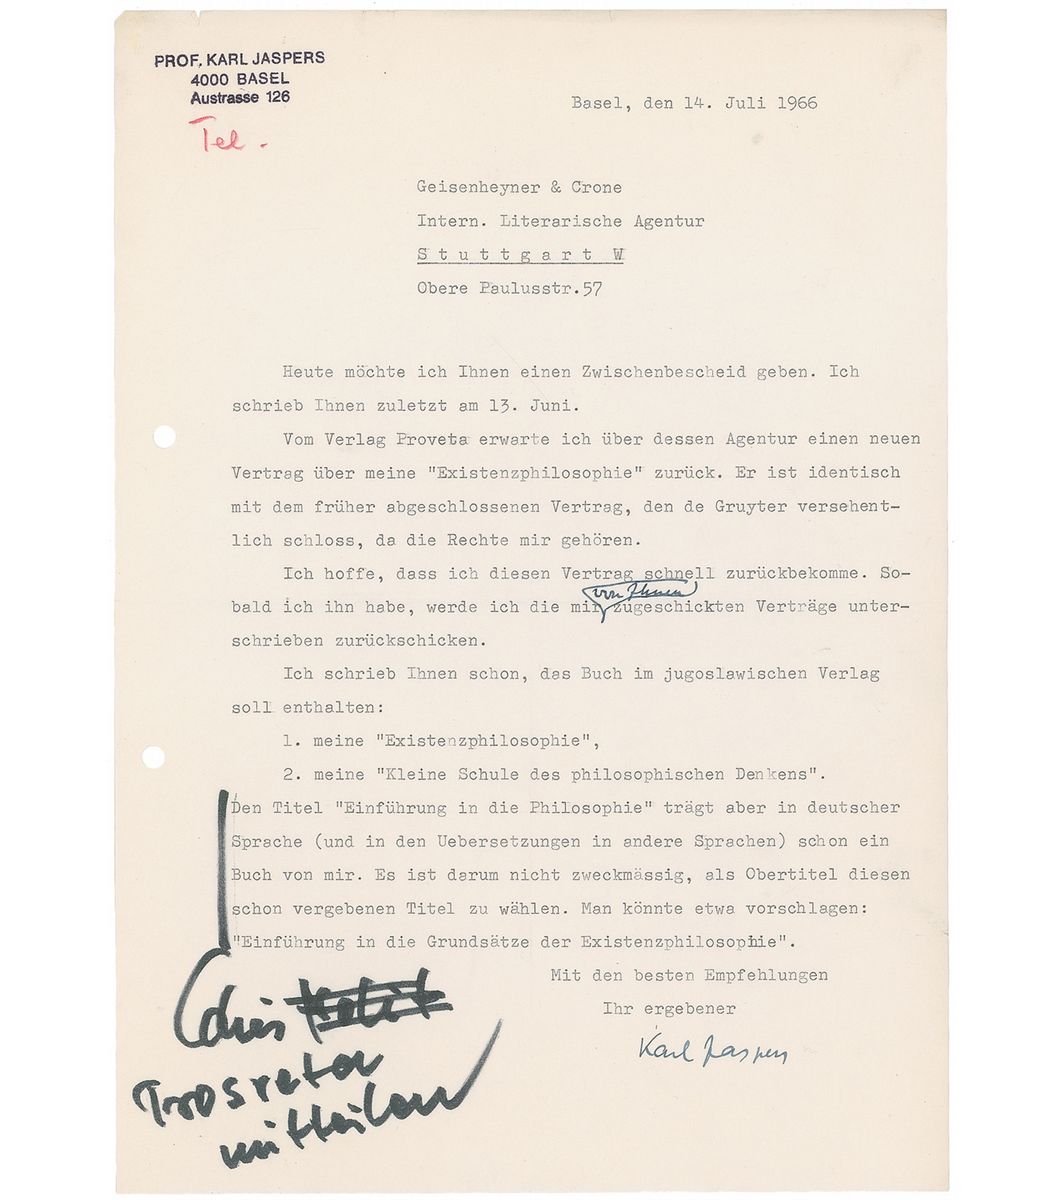 PROF. KARL JASPERS
4000 BASEL
Austrasse 126
Tel.
Basel, den 14. Juli 1966
Geisenheyner & Crone
Intern. Literarische Agentur
S t u t t g a r t W
Obere Paulusstr.57
Heute möchte ich Ihnen einen Zwischenbescheid geben. Ich
schrieb Ihnen zuletzt am 13. Juni.
Vom Verlag Proveta erwarte ich über dessen Agentur einen neuen
Vertrag über meine "Existenzphilosophie" zurück. Er ist identisch
mit dem früher abgeschlossenen Vertrag, den de Gruyter versehent-
lich schloss, da die Rechte mir gehören.
Ich hoffe, dass ich diesen Vertrag schnell zurückbekomme. So-
von Ihnen
bald ich ihn habe, werde ich die mir zugeschickten Verträge unter-
schrieben zurückschicken.
Ich schrieb Ihnen schon, das Buch im jugoslawischen Verlag
soll enthalten:
1. meine "Existenzphilosophie",
2. meine "Kleine Schule des philosophischen Denkens".
Den Titel "Einführung in die Philosophie" trägt aber in deutscher
Sprache (und in den Uebersetzungen in andere Sprachen) schon ein
Buch von mir. Es ist darum nicht zweckmässig, als Obertitel diesen
schon vergebenen Titel zu wählen. Man könnte etwa vorschlagen:
"Einführung in die Grundsätze der Existenzphilosophie".
Mit den besten Empfehlungen
Ihr ergebener
Karl Jaspers
dies
mitteilen